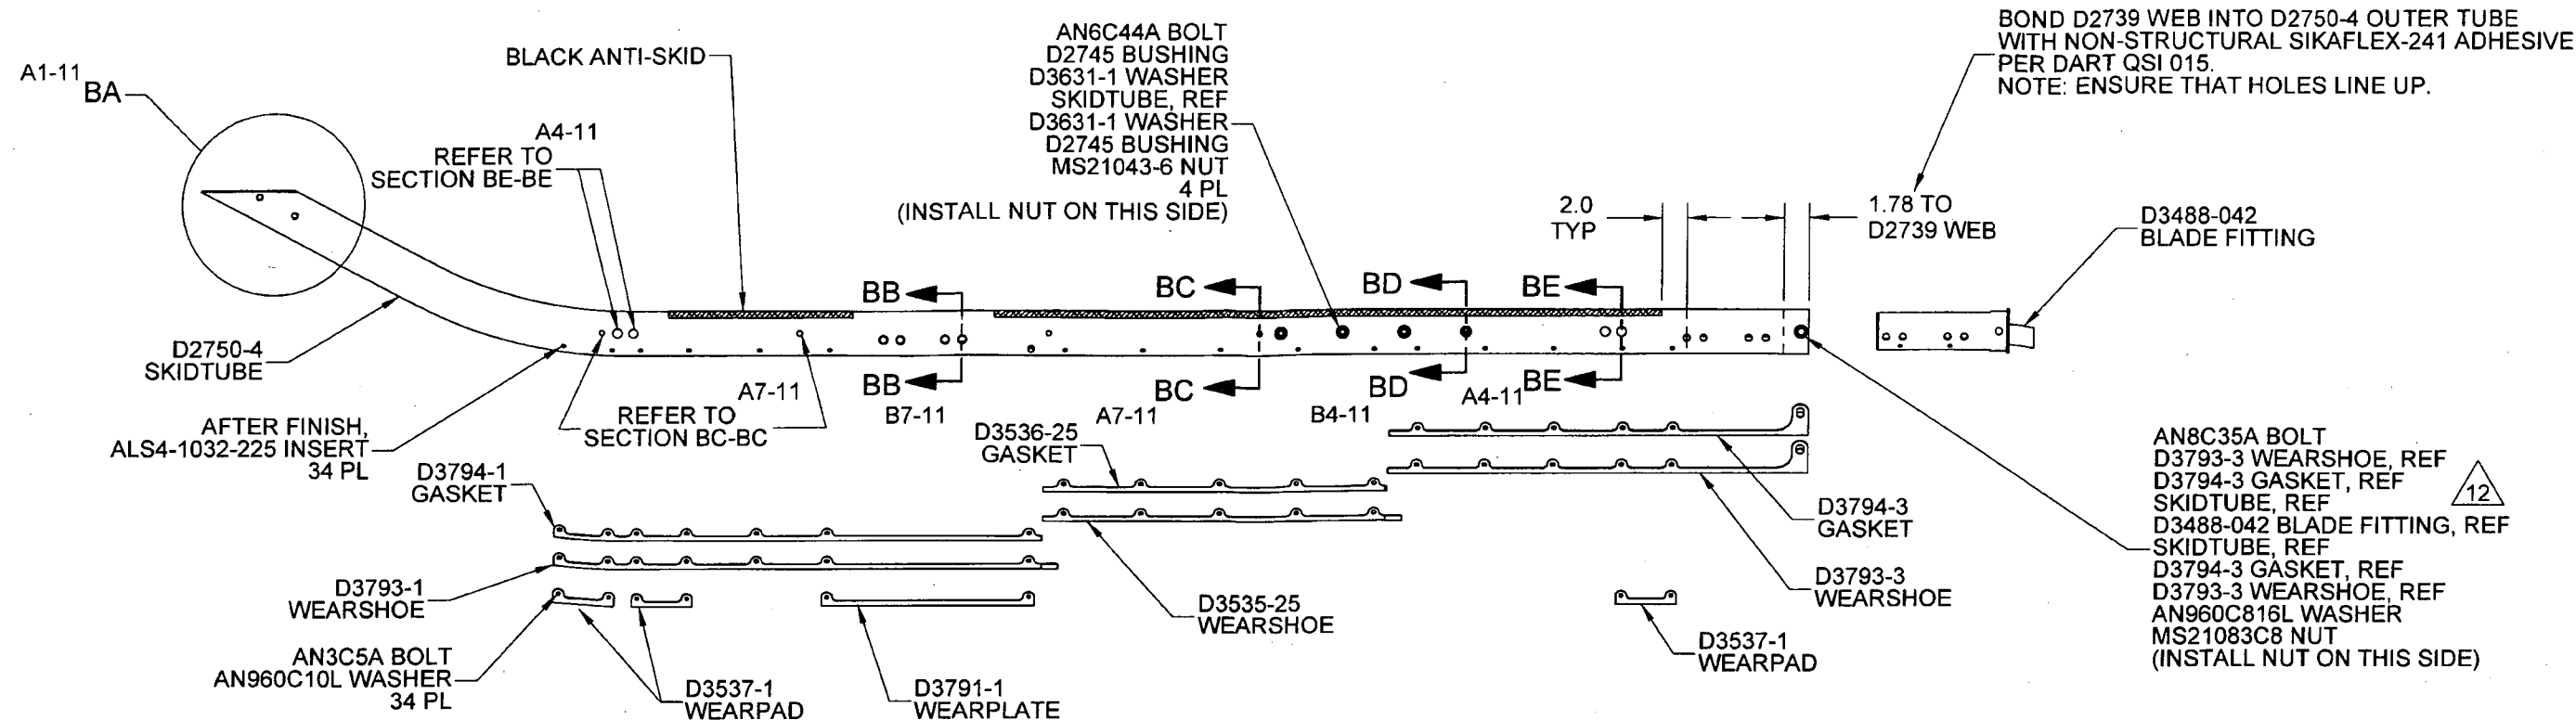 A1-11
BA
BLACK ANTI-SKID
A4-11
REFER TO
SECTION BE-BE
AN6C44A BOLT
D2745 BUSHING
D3631-1 WASHER
SKIDTUBE, REF
D3631-1 WASHER
D2745 BUSHING
MS21043-6 NUT
4 PL
(INSTALL NUT ON THIS SIDE)
BOND D2739 WEB INTO D2750-4 OUTER TUBE
WITH NON-STRUCTURAL SIKAFLEX-241 ADHESIVE
PER DART QSI 015.
NOTE: ENSURE THAT HOLES LINE UP.
2.0
TYP
1.78 TO
D2739 WEB
D3488-042
BLADE FITTING
BB
BC
BD
BE
BB
BC
BD
BE
D2750-4
SKIDTUBE
A7-11
REFER TO
SECTION BC-BC
B7-11
A7-11
B4-11
A4-11
AFTER FINISH,
ALS4-1032-225 INSERT
34 PL
D3794-1
GASKET
D3536-25
GASKET
D3794-3
GASKET
D3793-1
WEARSHOE
D3535-25
WEARSHOE
D3793-3
WEARSHOE
AN3C5A BOLT
AN960C10L WASHER
34 PL
D3537-1
WEARPAD
D3791-1
WEARPLATE
D3537-1
WEARPAD
AN8C35A BOLT
D3793-3 WEARSHOE, REF
D3794-3 GASKET, REF
SKIDTUBE, REF
12
D3488-042 BLADE FITTING, REF
SKIDTUBE, REF
D3794-3 GASKET, REF
D3793-3 WEARSHOE, REF
AN960C816L WASHER
MS21083C8 NUT
(INSTALL NUT ON THIS SIDE)